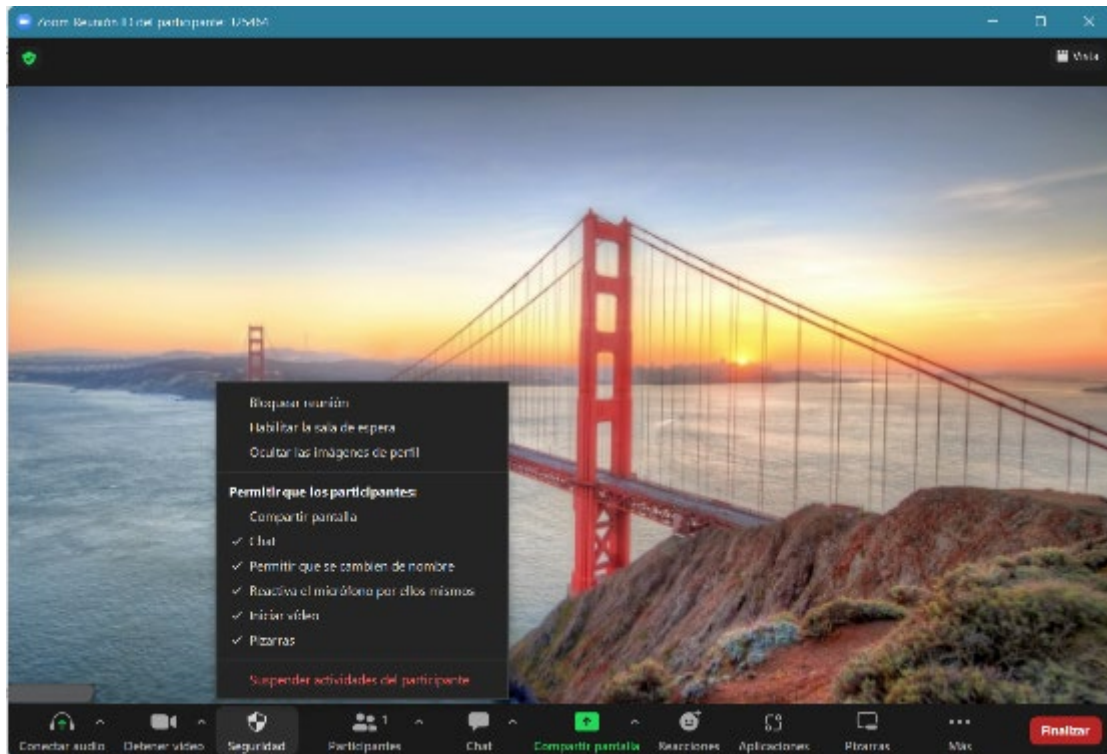 Zoom Reunión ID del participante: 125464
Vista
Bloquear reunión
Habilitar la sala de espera
Ocultar las imágenes de perfil
Permitir que los participantes:
Compartir pantalla
Chat
Permitir que se cambien de nombre
Reactiva el micrófono por ellos mismos
Iniciar vídeo
Pizarras
Suspender actividades del participante
1
Conectar audio Detener vídeo Seguridad Participantes Chat Compartir pantalla Reacciones Aplicaciones Pizarras Más Finalizar